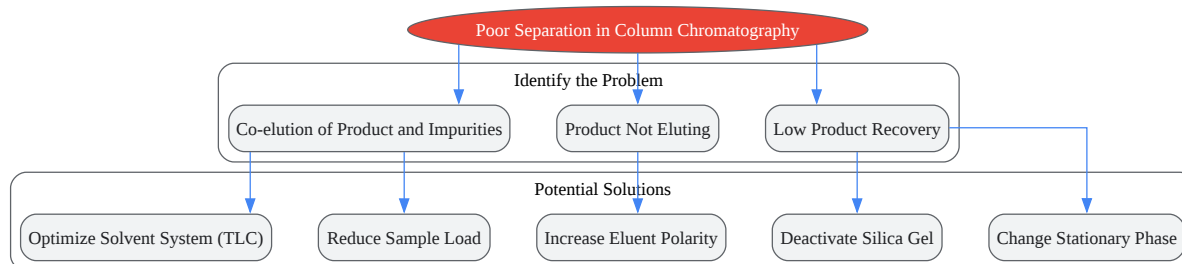 Poor Separation in Column Chromatography
Identify the Problem
Co-elution of Product and Impurities
Product Not Eluting
Low Product Recovery
Potential Solutions
Optimize Solvent System (TLC)
Reduce Sample Load
Increase Eluent Polarity
Deactivate Silica Gel
Change Stationary Phase